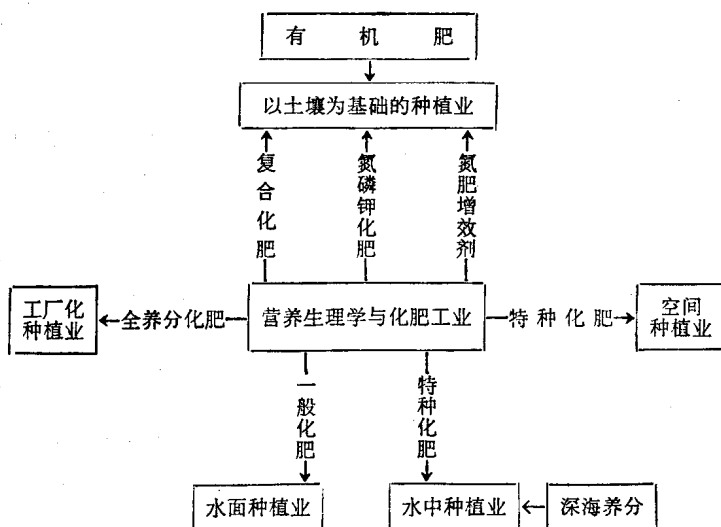 有机肥
以土壤为基础的种植业
复合化肥
氮磷钾化肥
氮肥增效剂
工厂化
种植业
全养分化肥
营养生理学与化肥工业
特种化肥
空间
种植业
一般化肥
特种化肥
水面种植业
水中种植业
深海养分